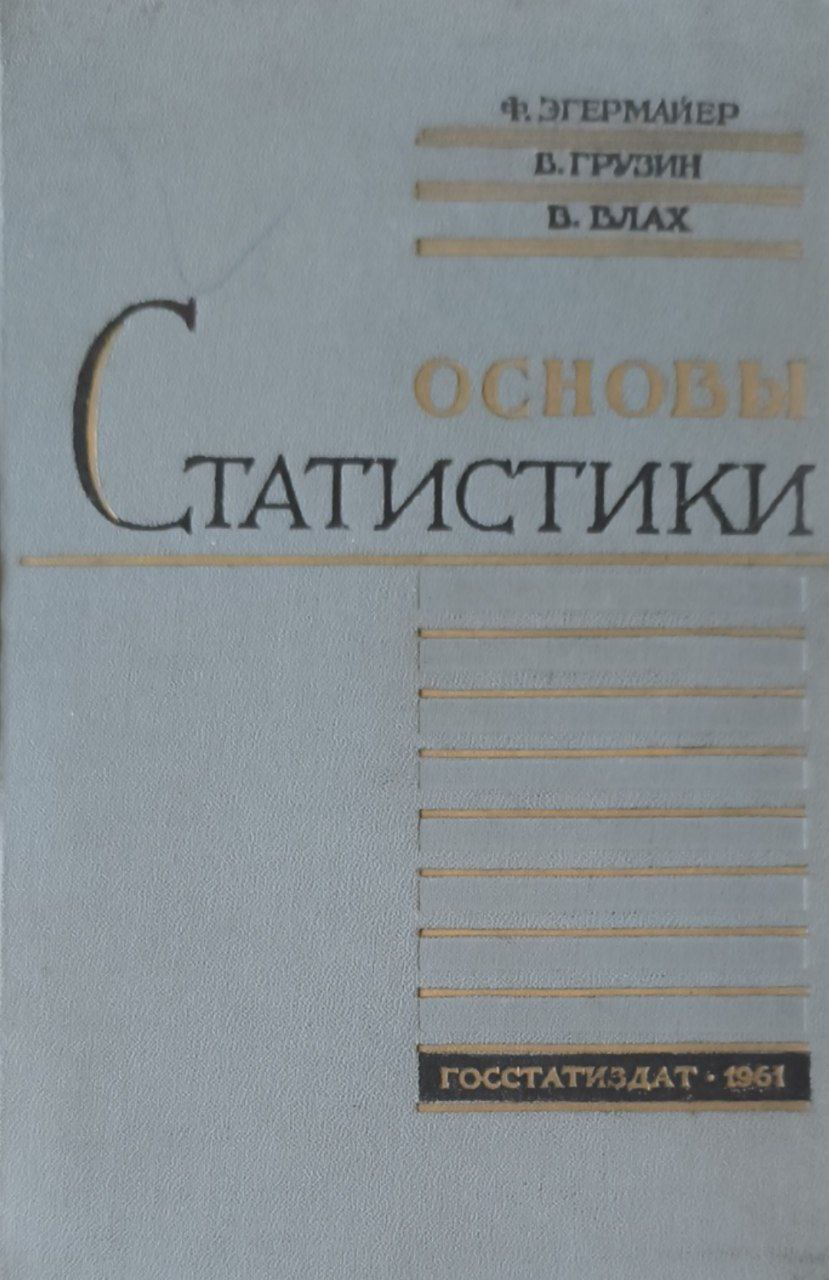 Ф. ЭГЕРМАЙЕР
В. ГРУЗИН
В. ВЛАХ
ОСНОВЫ
СТАТИСТИКИ
ГОССТАТИЗДАТ · 1961